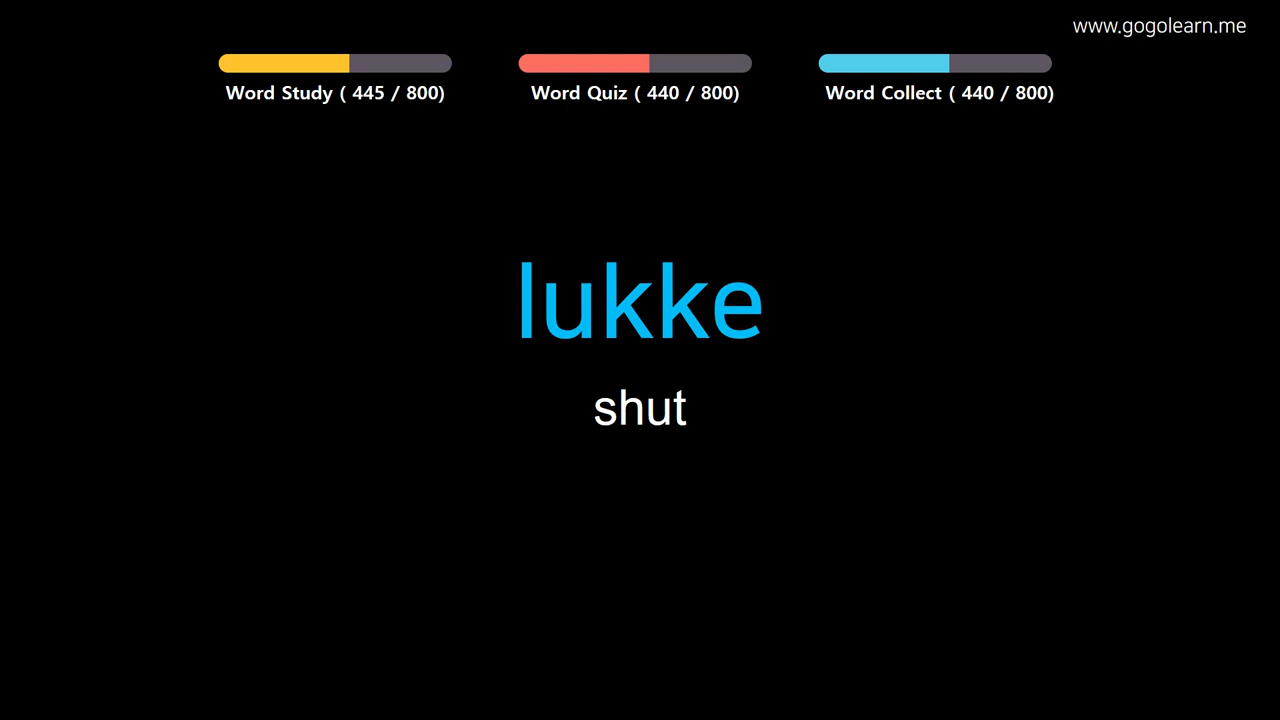 www.gogolearn.me
Word Study ( 445 / 800)
Word Quiz ( 440 / 800)
Word Collect ( 440 / 800)
lukke
shut